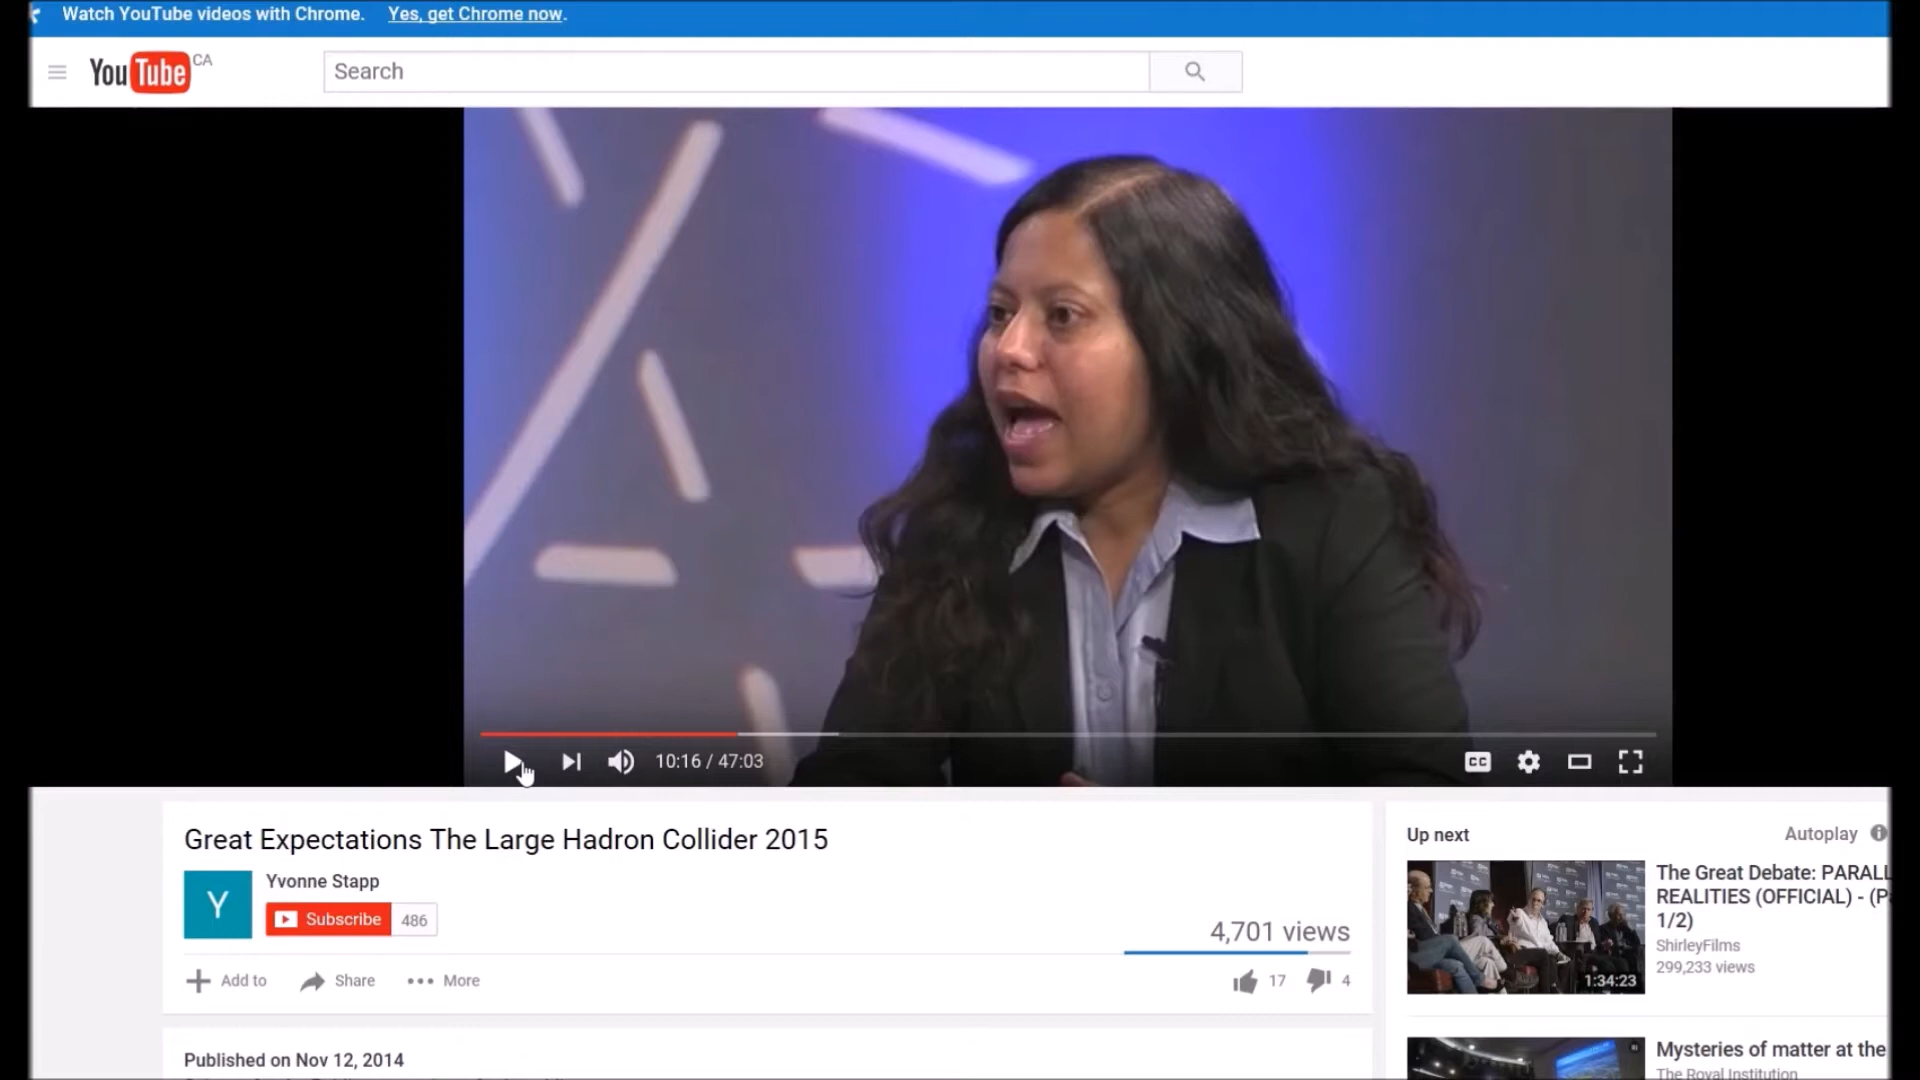 Watch YouTube videos with Chrome. Yes, get Chrome now.
YouTube CA
Search
10:16 / 47:03
CC
Great Expectations The Large Hadron Collider 2015
Y
Yvonne Stapp
Subscribe 486
4,701 views
Add to Share More
17 4
Published on Nov 12, 2014
Up next
Autoplay
The Great Debate: PARALL
REALITIES (OFFICIAL) - (P
1/2)
ShirleyFilms
299,233 views
1:34:23
Mysteries of matter at the
The Royal Institution